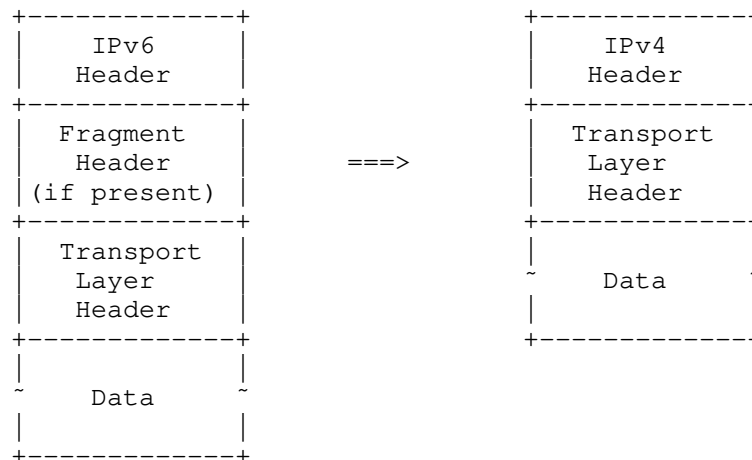 IPv6
Header
Fragment
Header
(if present)
Transport
Layer
Header
Data
===>
IPv4
Header
Transport
Layer
Header
Data